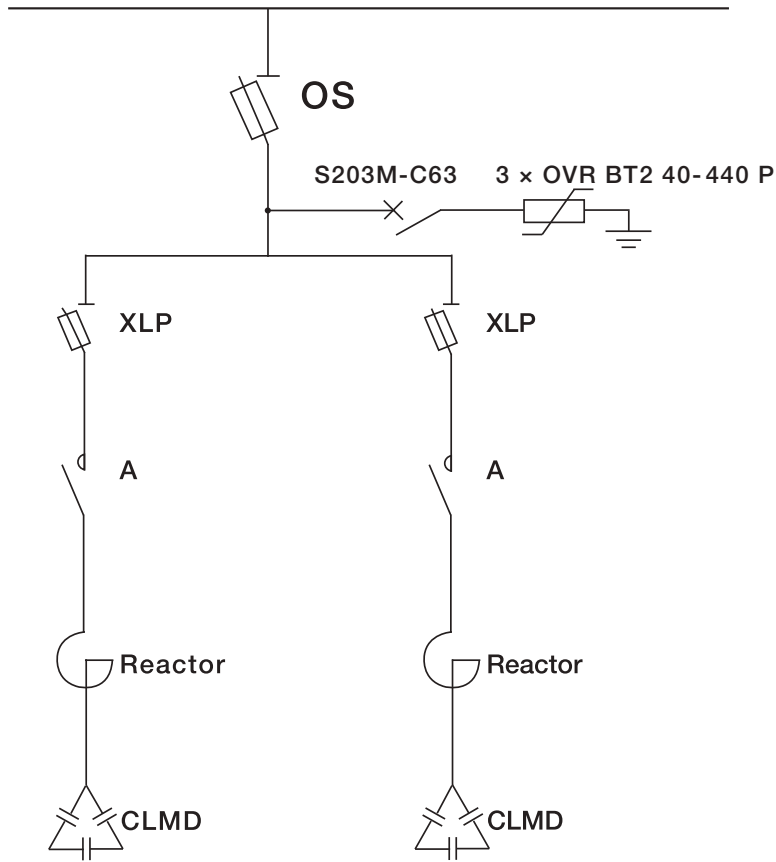 OS
S203M-C63 3 × OVR BT2 40-440 P
XLP XLP
A A
Reactor Reactor
CLMD CLMD